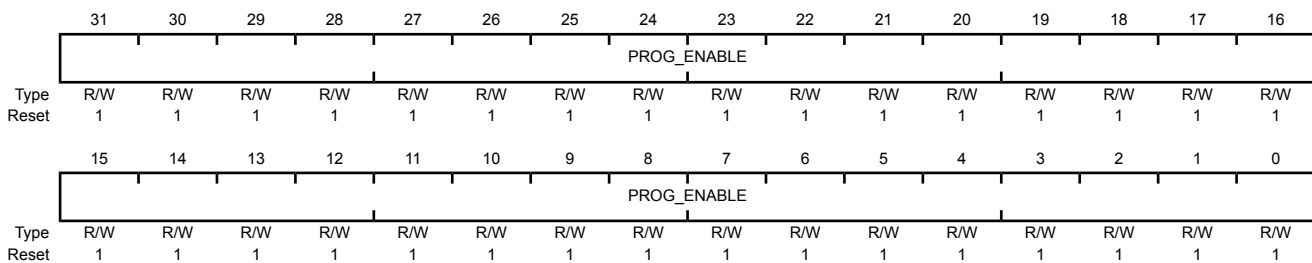 31 30 29 28 27 26 25 24 23 22 21 20 19 18 17 16
PROG_ENABLE
Type R/W R/W R/W R/W R/W R/W R/W R/W R/W R/W R/W R/W R/W R/W R/W R/W
Reset 1 1 1 1 1 1 1 1 1 1 1 1 1 1 1 1
15 14 13 12 11 10 9 8 7 6 5 4 3 2 1 0
PROG_ENABLE
Type R/W R/W R/W R/W R/W R/W R/W R/W R/W R/W R/W R/W R/W R/W R/W R/W
Reset 1 1 1 1 1 1 1 1 1 1 1 1 1 1 1 1